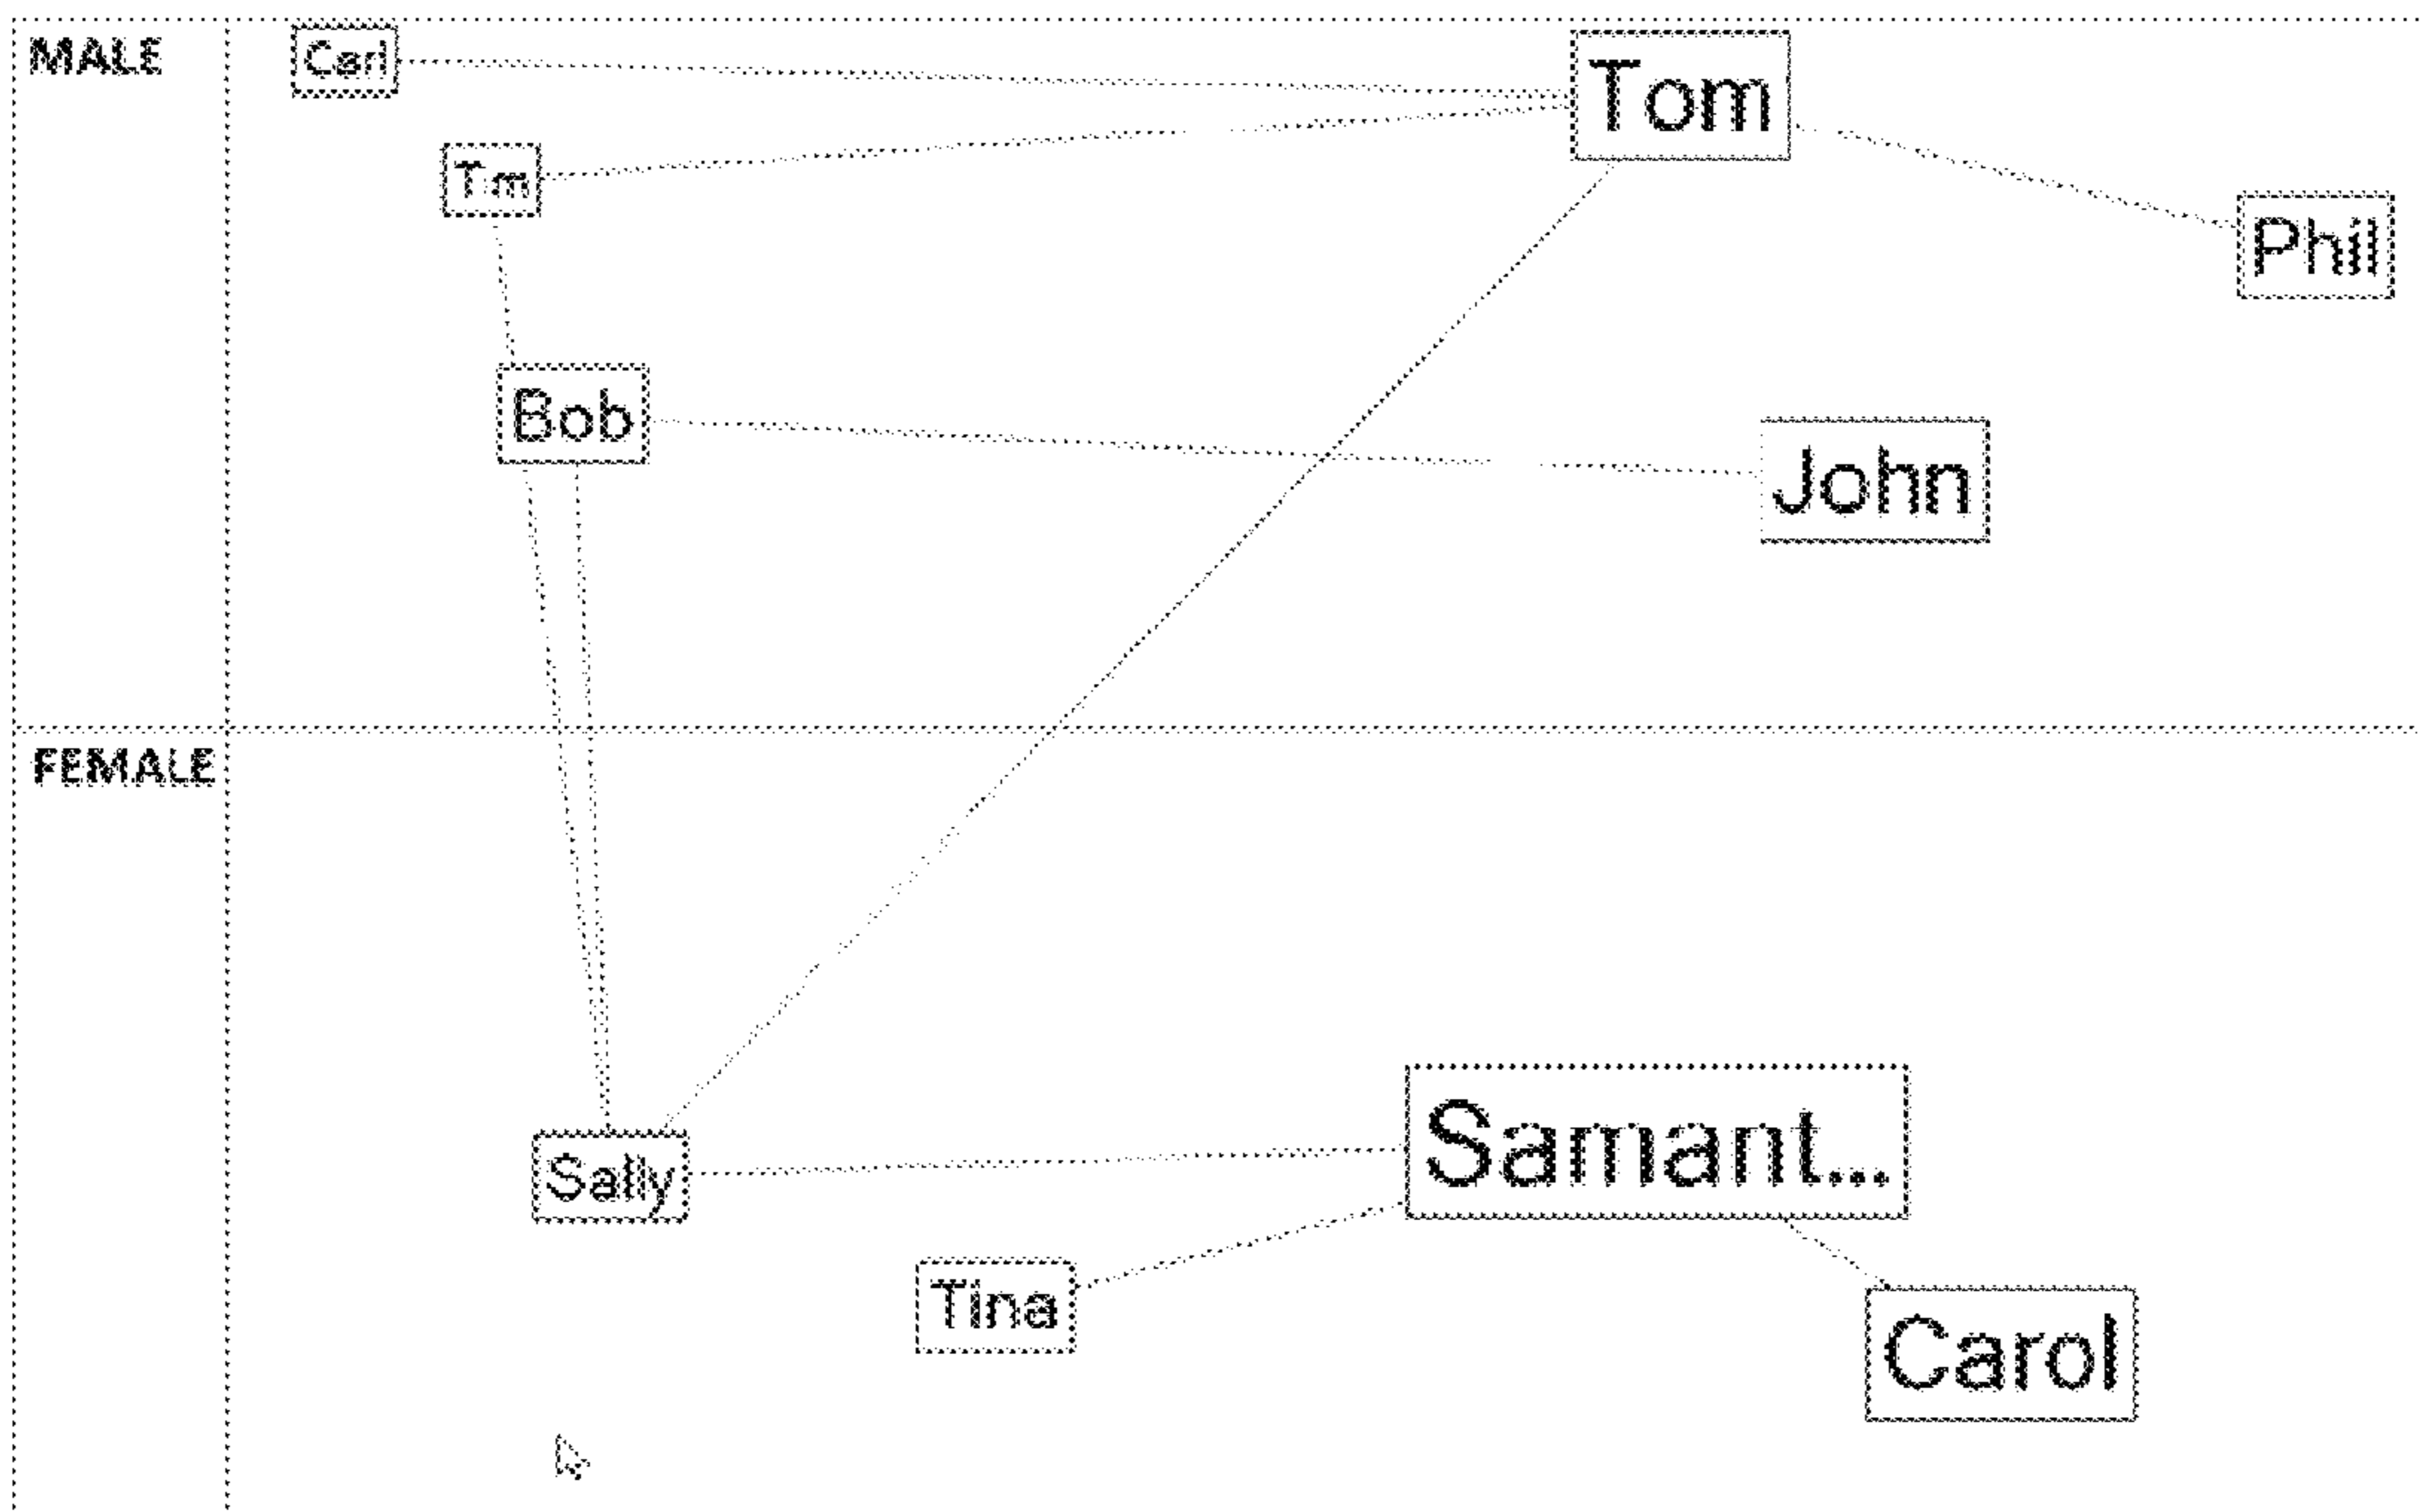 MALE
Carl
Tom
Tim
Phil
Bob
John
FEMALE
Samant...
Sally
Tina
Carol